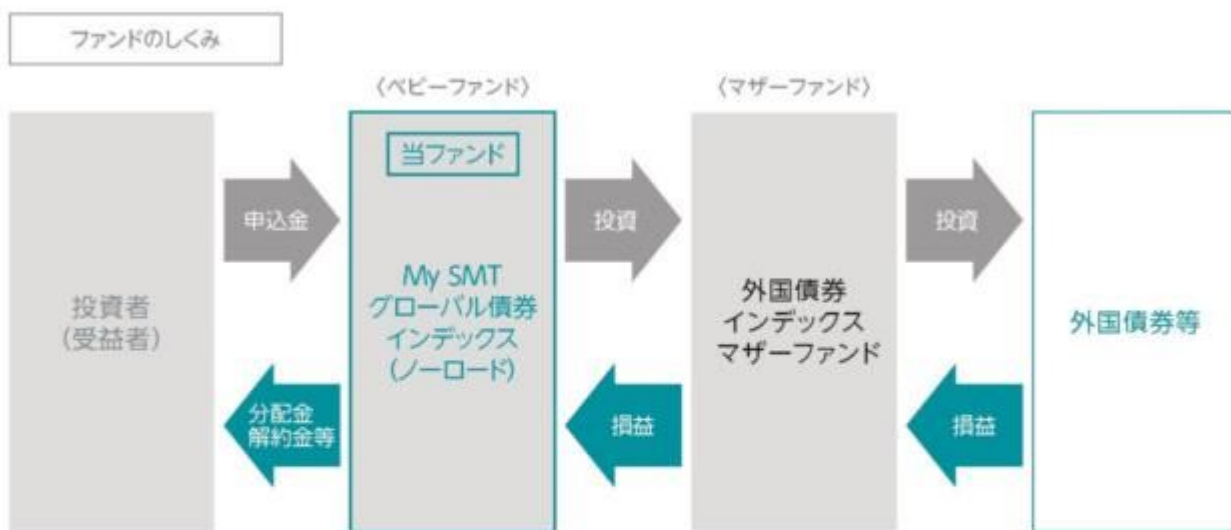 ファンドのしくみ
〈ベビーファンド〉
〈マザーファンド〉
投資者
(受益者)
申込金
分配金
解約金等
当ファンド
My SMT
グローバル債券
インデックス
(ノーロード)
投資
損益
外国債券
インデックス
マザーファンド
投資
損益
外国債券等